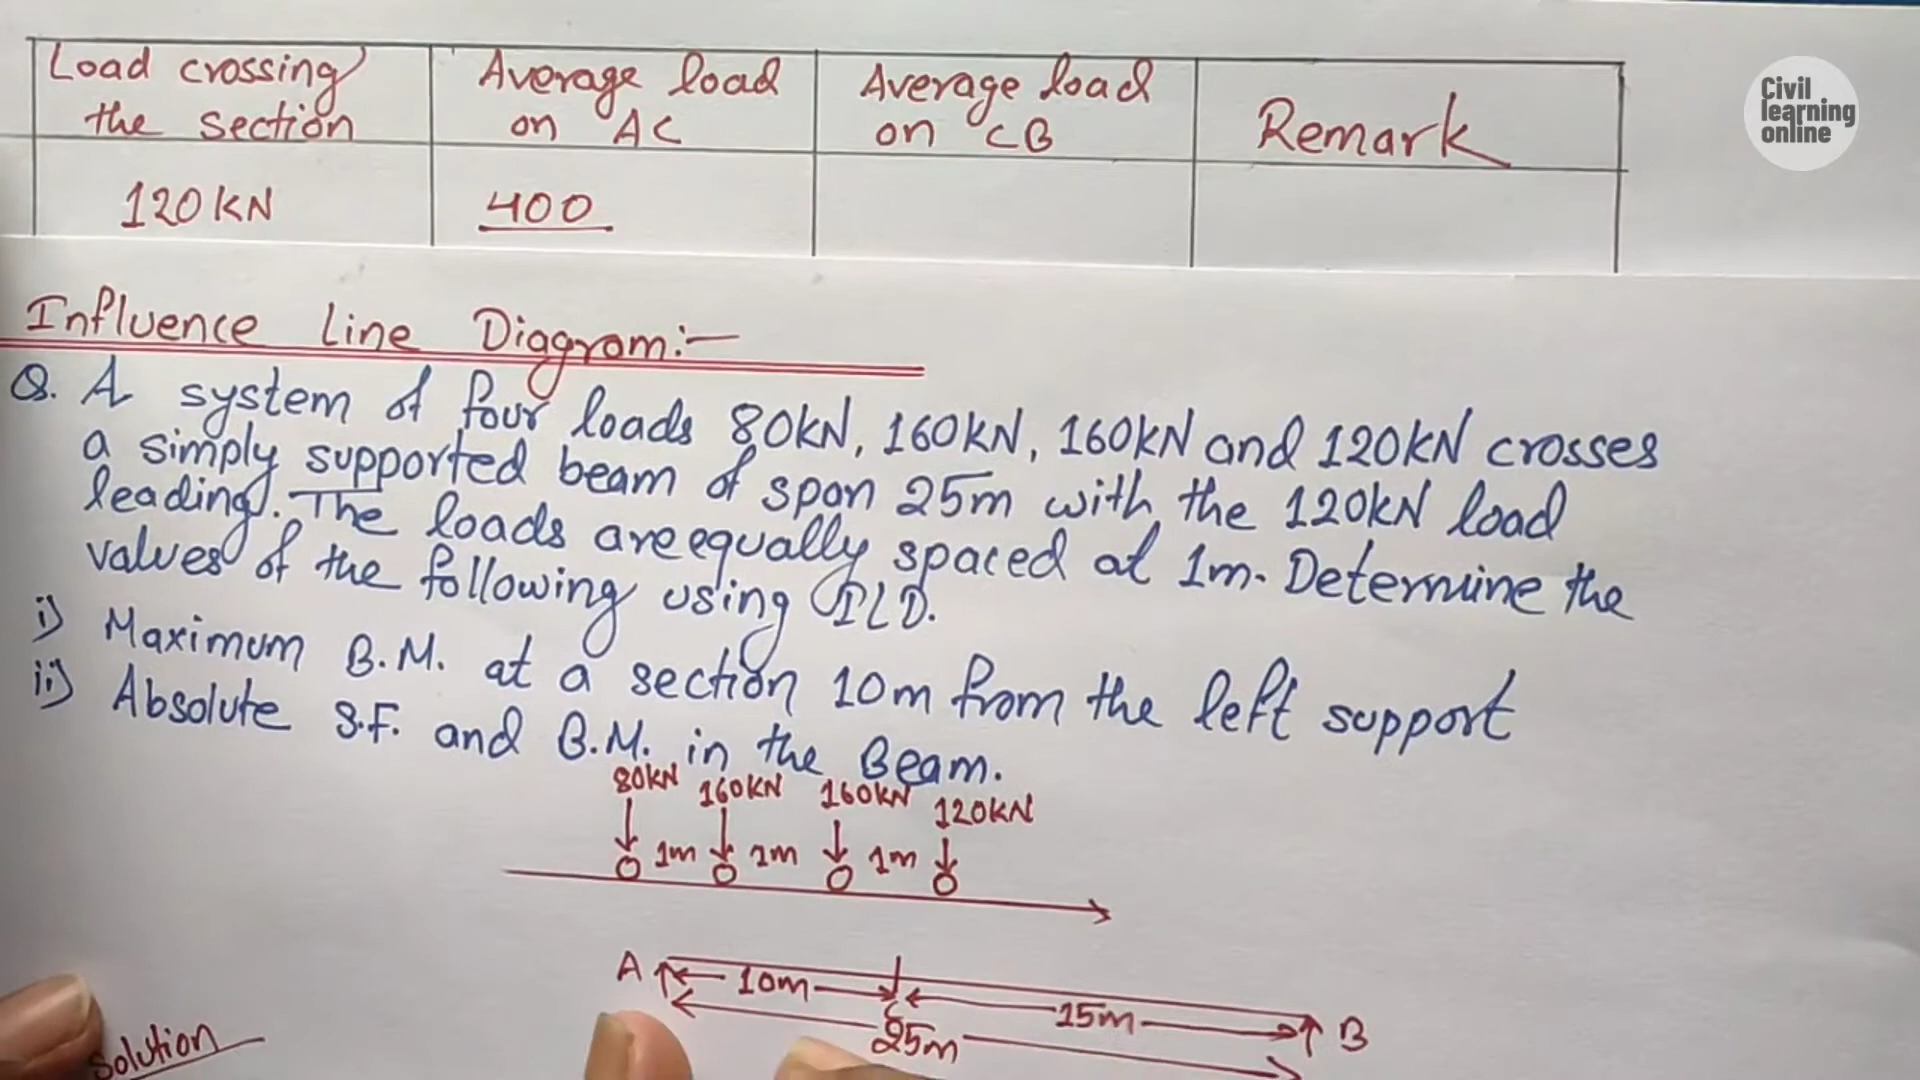 Load crossing the section
Average load on AC
Average load on CB
Remark
120KN
400
Civil learning online
Influence Line Diagram:-
Q. A system of four loads 80kN, 160kN, 160kN and 120kN crosses
a simply supported beam of span 25m with the 120kN load
leading. The loads are equally spaced at 1m. Determine the
values of the following using ILD.
i) Maximum B.M. at a section 10m from the left support
ii) Absolute S.F. and B.M. in the Beam.
80kN 160KN 160KN 120KN
1m 1m 1m
A 10m C 15m B
25m
Solution